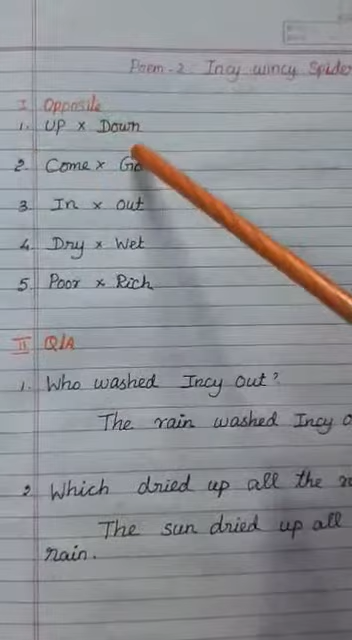 Poem-2: Incy wincy Spider
I Opposite
1. UP x Down
2. Come x Go
3. In x out
4. Dry x Wet
5. Poor x Rich
II Q/A
1. Who washed Incy out?
The rain washed Incy
2. Which dried up all the
The sun dried up all
rain.